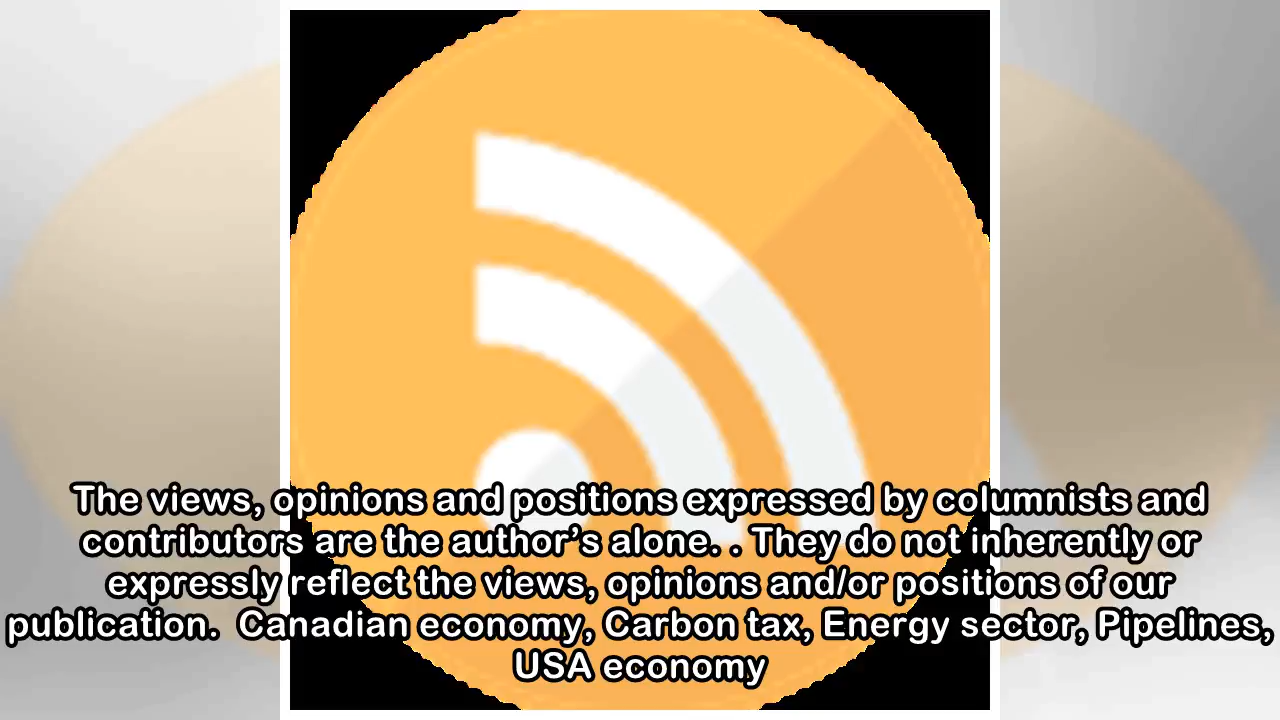 The views, opinions and positions expressed by columnists and
contributors are the author’s alone. . They do not inherently or
expressly reflect the views, opinions and/or positions of our
publication.  Canadian economy, Carbon tax, Energy sector, Pipelines,
USA economy